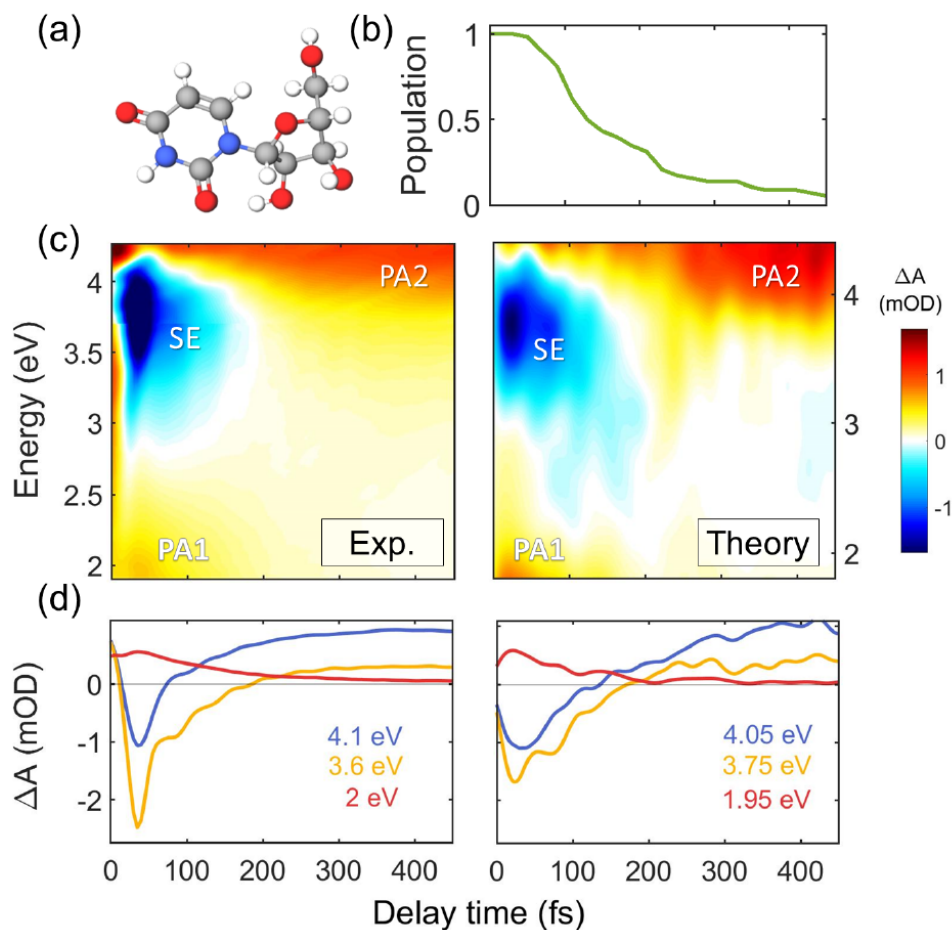 (a)
(b)
Population
1
0.5
0
(c)
Energy (eV)
4
3.5
3
2.5
2
SE
PA2
PA1
Exp.
SE
PA2
PA1
Theory
4
3
2
ΔA
(mOD)
1
0
-1
(d)
ΔA (mOD)
0
-1
-2
4.1 eV
3.6 eV
2 eV
0 100 200 300 400
4.05 eV
3.75 eV
1.95 eV
0 100 200 300 400
Delay time (fs)